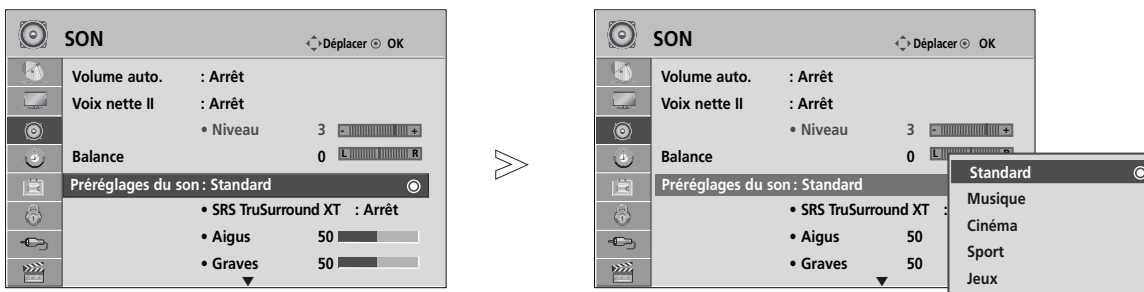 SON Déplacer OK
Volume auto. : Arrêt
Voix nette II : Arrêt
• Niveau 3 - +
Balance 0 L R
Préréglages du son : Standard
• SRS TruSurround XT : Arrêt
• Aigus 50
• Graves 50
SON Déplacer OK
Volume auto. : Arrêt
Voix nette II : Arrêt
• Niveau 3 - +
Balance 0 L R
Préréglages du son : Standard
• SRS TruSurround XT :
• Aigus 50
• Graves 50
Standard
Musique
Cinéma
Sport
Jeux